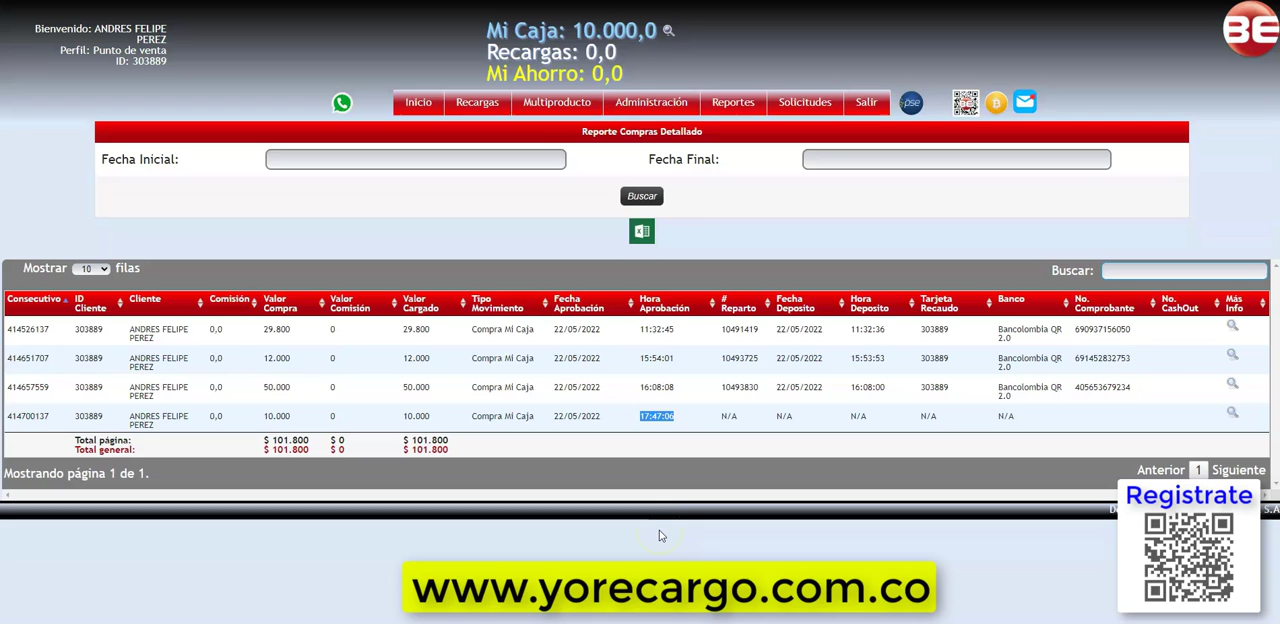 Bienvenido: ANDRES FELIPE
PEREZ
Perfil: Punto de venta
ID: 303889
Mi Caja: 10.000,0
Recargas: 0,0
Mi Ahorro: 0,0
BE
Inicio Recargas Multiproducto Administración Reportes Solicitudes Salir pse
Reporte Compras Detallado
Fecha Inicial: Fecha Final:
Buscar
Mostrar 10 filas Buscar:
Consecutivo ID Cliente Cliente Comisión Valor Compra Valor Comisión Valor Cargado Tipo Movimiento Fecha Aprobación Hora Aprobación # Reparto Fecha Deposito Hora Deposito Tarjeta Recaudo Banco No. Comprobante No. CashOut Más Info
414526137 303889 ANDRES FELIPE PEREZ 0,0 29.800 0 29.800 Compra Mi Caja 22/05/2022 11:32:45 10491419 22/05/2022 11:32:36 303889 Bancolombia QR 2.0 690937156050
414651707 303889 ANDRES FELIPE PEREZ 0,0 12.000 0 12.000 Compra Mi Caja 22/05/2022 15:54:01 10493725 22/05/2022 15:53:53 303889 Bancolombia QR 2.0 691452832753
414657559 303889 ANDRES FELIPE PEREZ 0,0 50.000 0 50.000 Compra Mi Caja 22/05/2022 16:08:08 10493830 22/05/2022 16:08:00 303889 Bancolombia QR 2.0 405653679234
414700137 303889 ANDRES FELIPE PEREZ 0,0 10.000 0 10.000 Compra Mi Caja 22/05/2022 17:47:06 N/A N/A N/A N/A N/A
Total página: $ 101.800 $ 0 $ 101.800
Total general: $ 101.800 $ 0 $ 101.800
Mostrando página 1 de 1. Anterior 1 Siguiente
Registrate
www.yorecargo.com.co